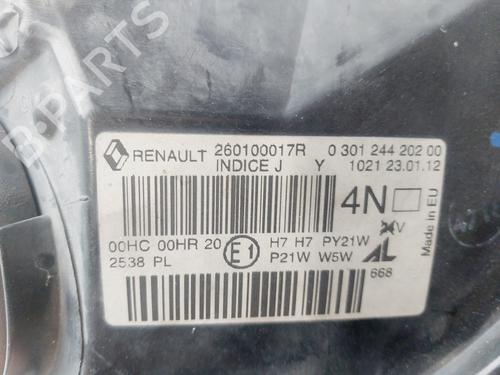 RENAULT 260100017R 0 301 244 202 00
INDICE J Y 1021 23.01.12
4N
V
Made in EU
00HC 00HR 20 E1 H7 H7 PY21W
2538 PL P21W W5W AL
668
B-PARTS